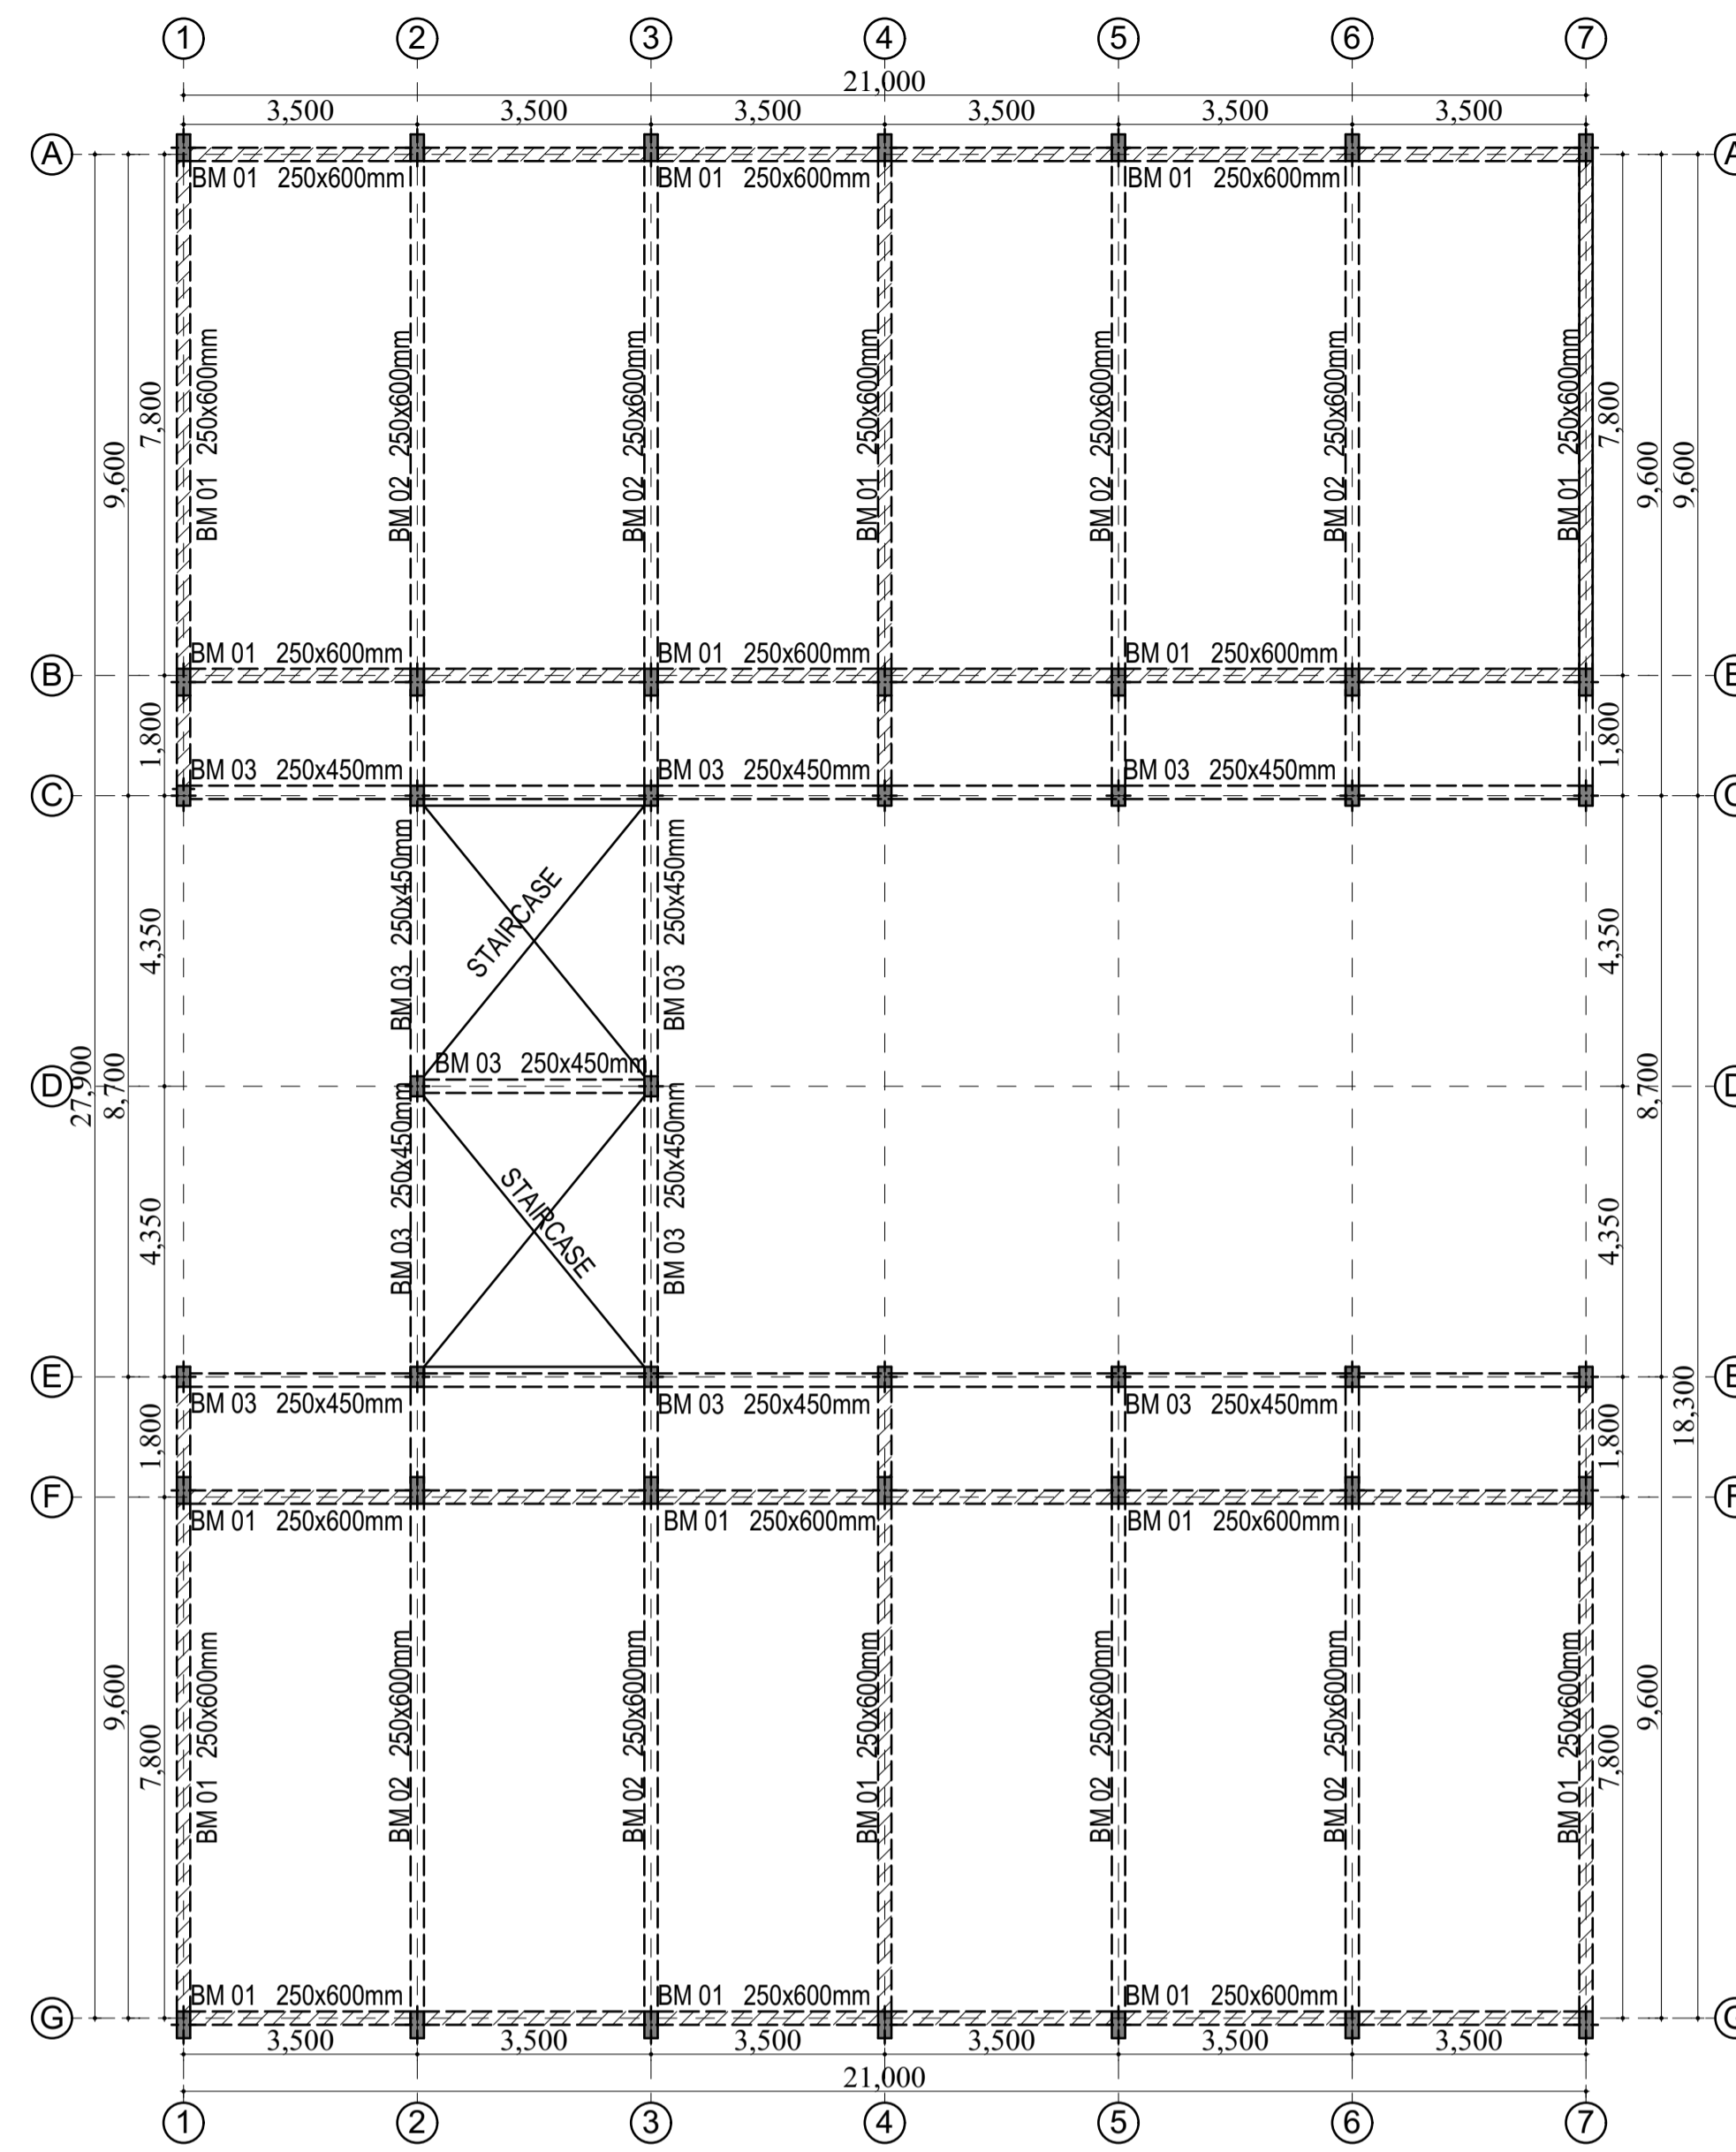 1 2 3 4 5 6 7
21,000
3,500 3,500 3,500 3,500 3,500 3,500
A A
BM 01 250x600mm BM 01 250x600mm BM 01 250x600mm
9,600 7,800 BM 01 250x600mm BM 02 250x600mm BM 02 250x600mm BM 01 250x600mm BM 02 250x600mm BM 02 250x600mm BM 01 250x600mm 7,800 9,600 9,600
BM 01 250x600mm BM 01 250x600mm BM 01 250x600mm
B
1,800 1,800
BM 03 250x450mm BM 03 250x450mm BM 03 250x450mm
C C
4,350 BM 03 250x450mm STAIRCASE BM 03 250x450mm 4,350
BM 03 250x450mm
D D
27,900 8,700 8,700
4,350 BM 03 250x450mm STAIRCASE BM 03 250x450mm 4,350
E E
BM 03 250x450mm BM 03 250x450mm BM 03 250x450mm
1,800 1,800 18,300
F F
BM 01 250x600mm BM 01 250x600mm BM 01 250x600mm
9,600 7,800 BM 01 250x600mm BM 02 250x600mm BM 02 250x600mm BM 01 250x600mm BM 02 250x600mm BM 02 250x600mm BM 01 250x600mm 7,800 9,600
BM 01 250x600mm BM 01 250x600mm BM 01 250x600mm
G G
3,500 3,500 3,500 3,500 3,500 3,500
21,000
1 2 3 4 5 6 7